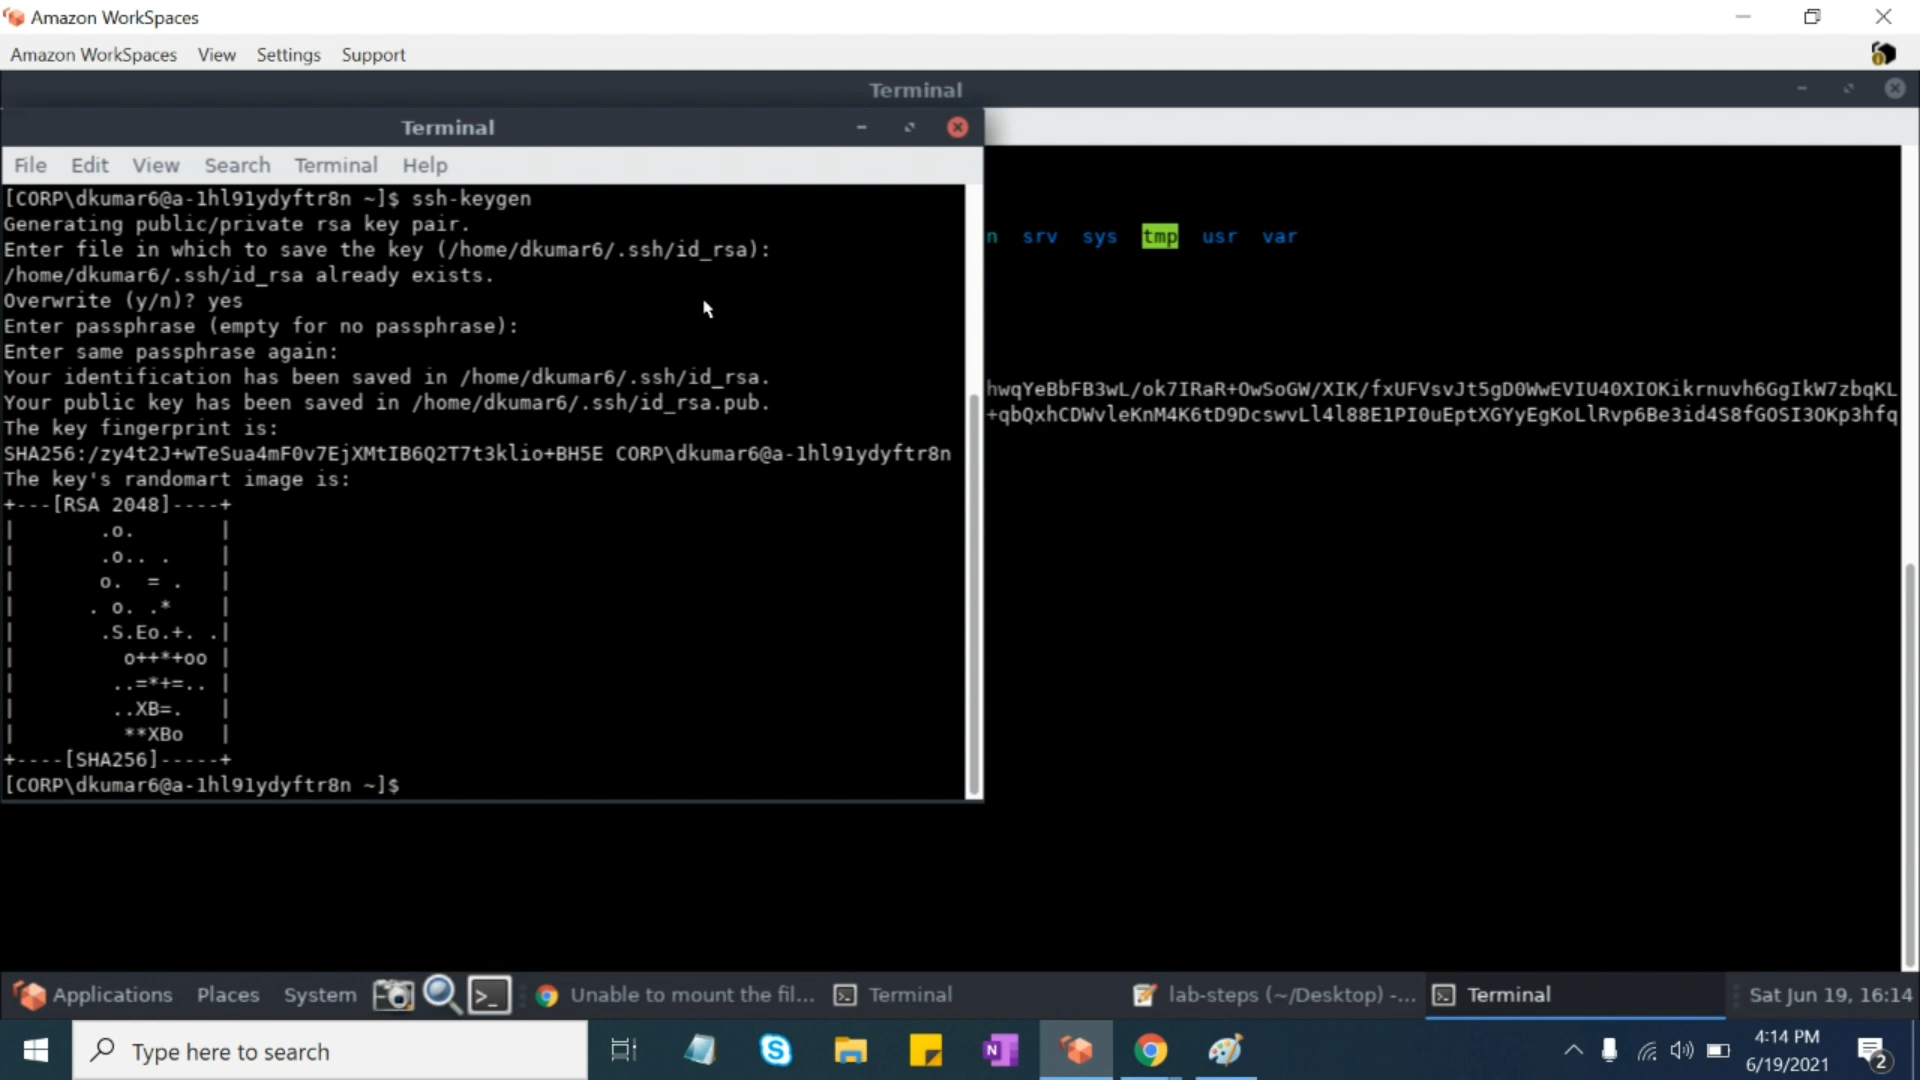 Amazon WorkSpaces
Amazon WorkSpaces View Settings Support
Terminal
Terminal
File Edit View Search Terminal Help
[CORP\dkumar6@a-1hl91ydyftr8n ~]$ ssh-keygen
Generating public/private rsa key pair.
Enter file in which to save the key (/home/dkumar6/.ssh/id_rsa):
/home/dkumar6/.ssh/id_rsa already exists.
Overwrite (y/n)? yes
Enter passphrase (empty for no passphrase):
Enter same passphrase again:
Your identification has been saved in /home/dkumar6/.ssh/id_rsa.
Your public key has been saved in /home/dkumar6/.ssh/id_rsa.pub.
The key fingerprint is:
SHA256:/zy4t2J+wTeSua4mF0v7EjXMtIB6Q2T7t3klio+BH5E CORP\dkumar6@a-1hl91ydyftr8n
The key's randomart image is:
+---[RSA 2048]----+
|       .o.       |
|       .o.. .    |
|       o.  = .   |
|      . o. .*    |
|       .S.Eo.+. .|
|         o++*+oo |
|        ..=*+=.. |
|        ..XB=.   |
|         **XBo   |
+----[SHA256]-----+
[CORP\dkumar6@a-1hl91ydyftr8n ~]$
n srv sys tmp usr var
hwqYeBbFB3wL/ok7IRaR+OwSoGW/XIK/fxUFVsvJt5gD0WwEVIU40XIOKikrnuvh6GgIkW7zbqKL
+qbQxhCDWvleKnM4K6tD9DcswvLl4l88E1PI0uEptXGYyEgKoLlRvp6Be3id4S8fGOSI3OKp3hfq
Applications Places System Unable to mount the fil... Terminal lab-steps (~/Desktop) -... Terminal Sat Jun 19, 16:14
Type here to search
4:14 PM
6/19/2021
2